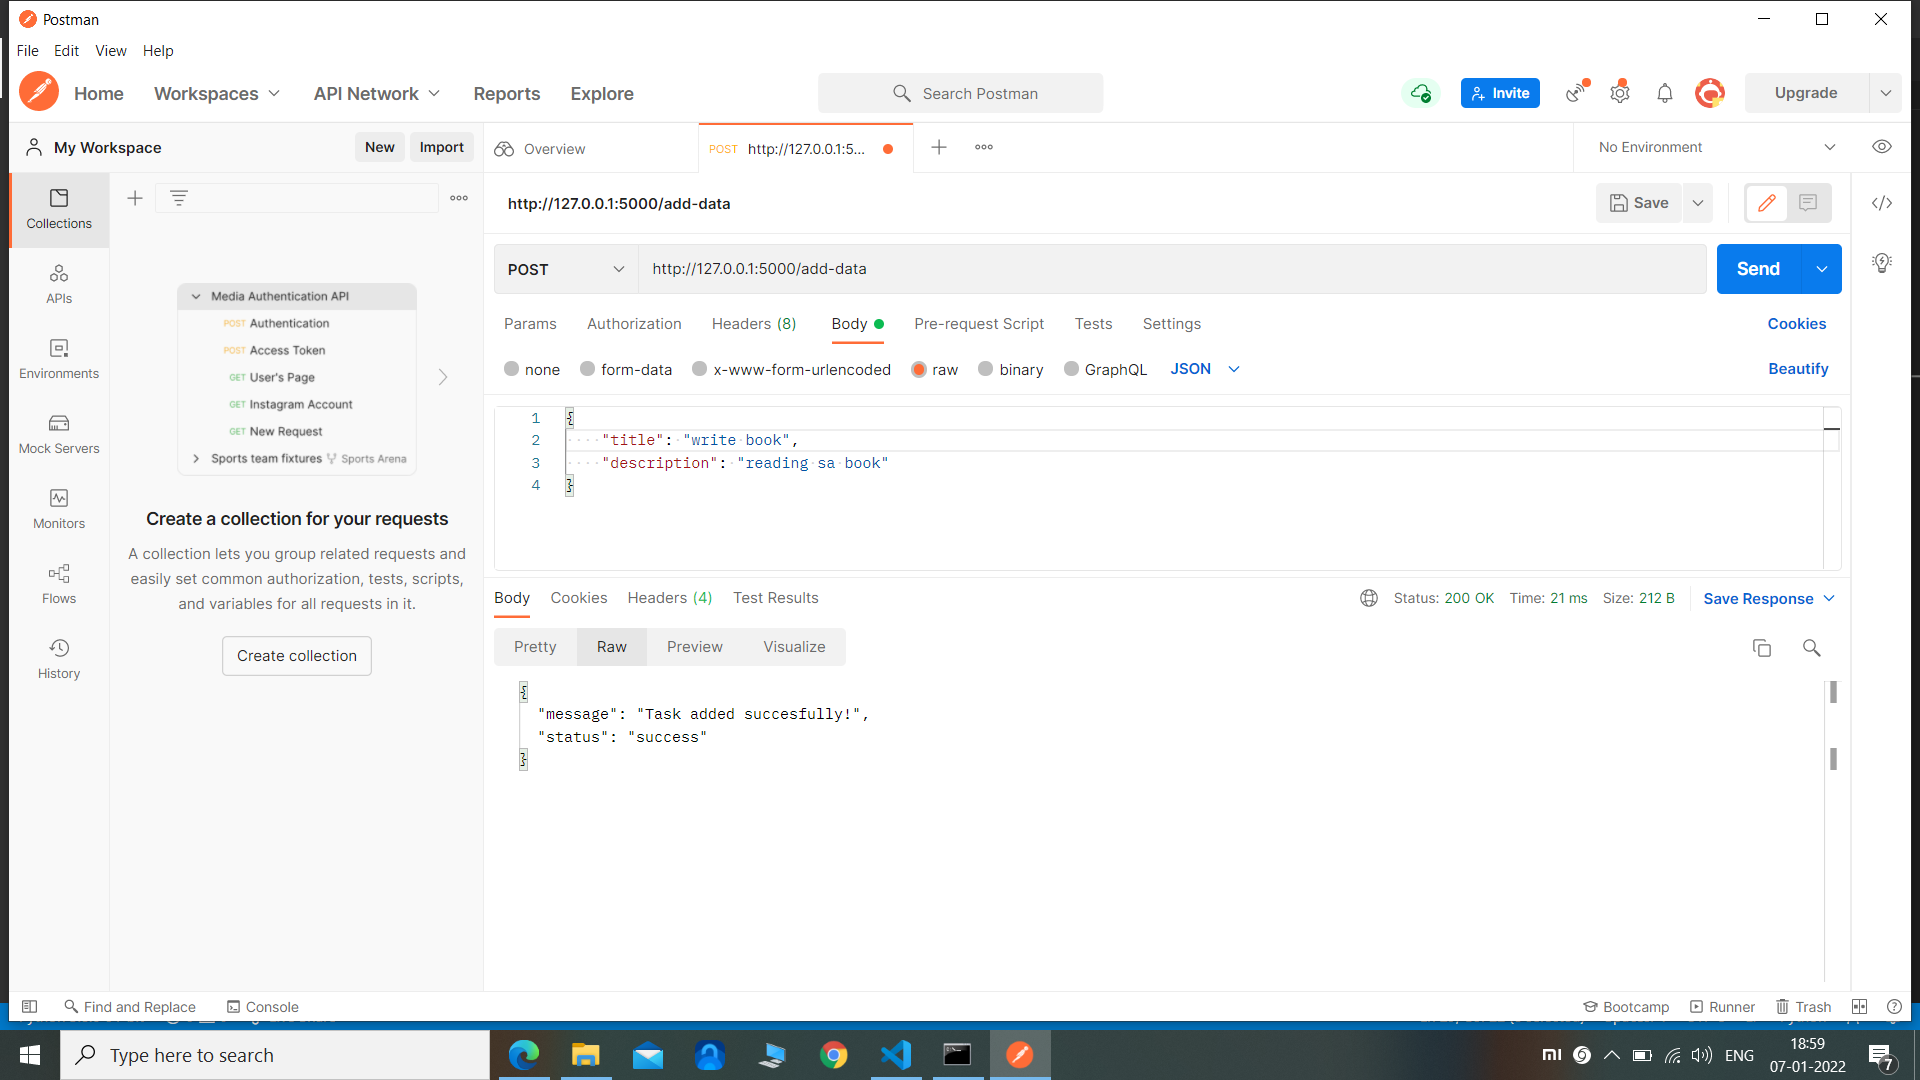 Postman
File Edit View Help
Home Workspaces API Network Reports Explore Search Postman Invite Upgrade
My Workspace New Import Overview POST http://127.0.0.1:5... No Environment
Collections
APIs
Environments
Mock Servers
Monitors
Flows
History
Media Authentication API
POST Authentication
POST Access Token
GET User's Page
GET Instagram Account
GET New Request
Sports team fixtures Sports Arena
Create a collection for your requests
A collection lets you group related requests and
easily set common authorization, tests, scripts,
and variables for all requests in it.
Create collection
http://127.0.0.1:5000/add-data Save
POST http://127.0.0.1:5000/add-data Send
Params Authorization Headers (8) Body Pre-request Script Tests Settings Cookies
none form-data x-www-form-urlencoded raw binary GraphQL JSON Beautify
1 {
2 "title": "write book",
3 "description": "reading sa book"
4 }
Body Cookies Headers (4) Test Results Status: 200 OK Time: 21 ms Size: 212 B Save Response
Pretty Raw Preview Visualize
{
"message": "Task added succesfully!",
"status": "success"
}
Find and Replace Console Bootcamp Runner Trash
Type here to search
mi ENG 18:59
07-01-2022 7